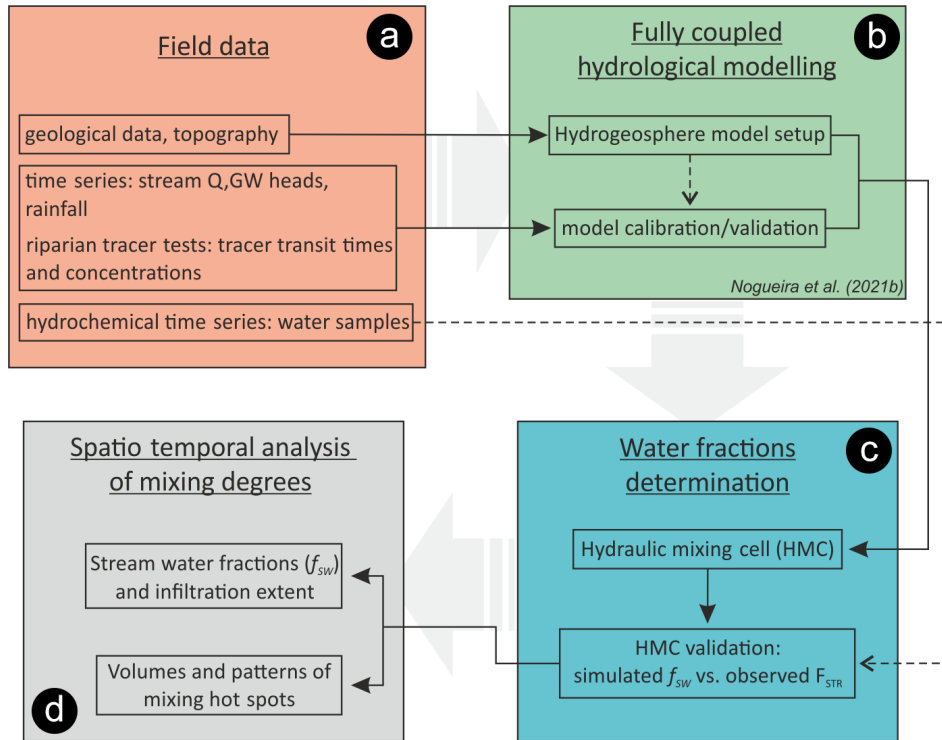 a
Field data
geological data, topography
time series: stream Q,GW heads,
rainfall
riparian tracer tests: tracer transit times
and concentrations
hydrochemical time series: water samples
b
Fully coupled
hydrological modelling
Hydrogeosphere model setup
model calibration/validation
Nogueira et al. (2021b)
c
Water fractions
determination
Hydraulic mixing cell (HMC)
HMC validation:
simulated fSW vs. observed FSTR
d
Spatio temporal analysis
of mixing degrees
Stream water fractions (fSW)
and infiltration extent
Volumes and patterns of
mixing hot spots